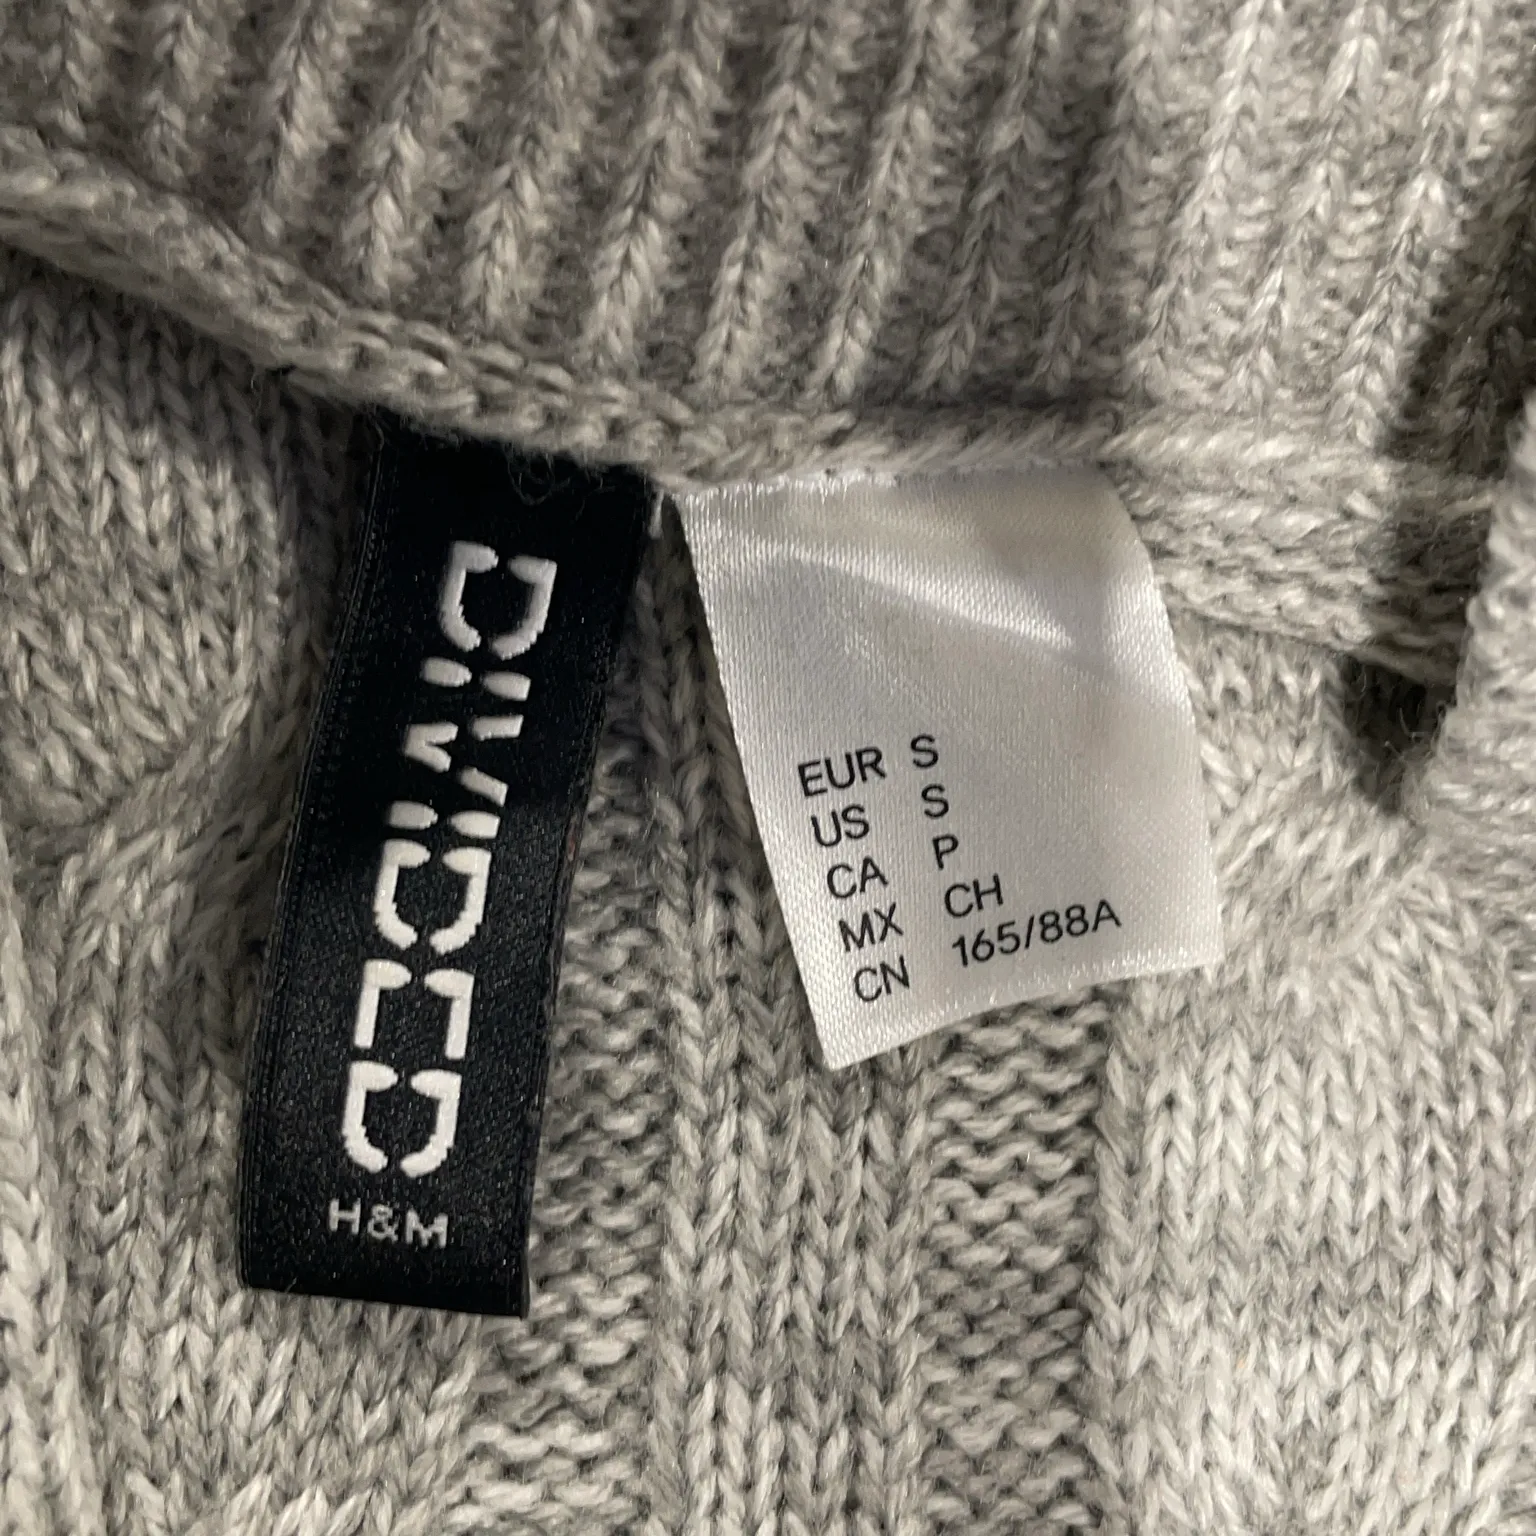 DIVIDED
H&M
EUR S
US S
CA P
MX CH
CN 165/88A